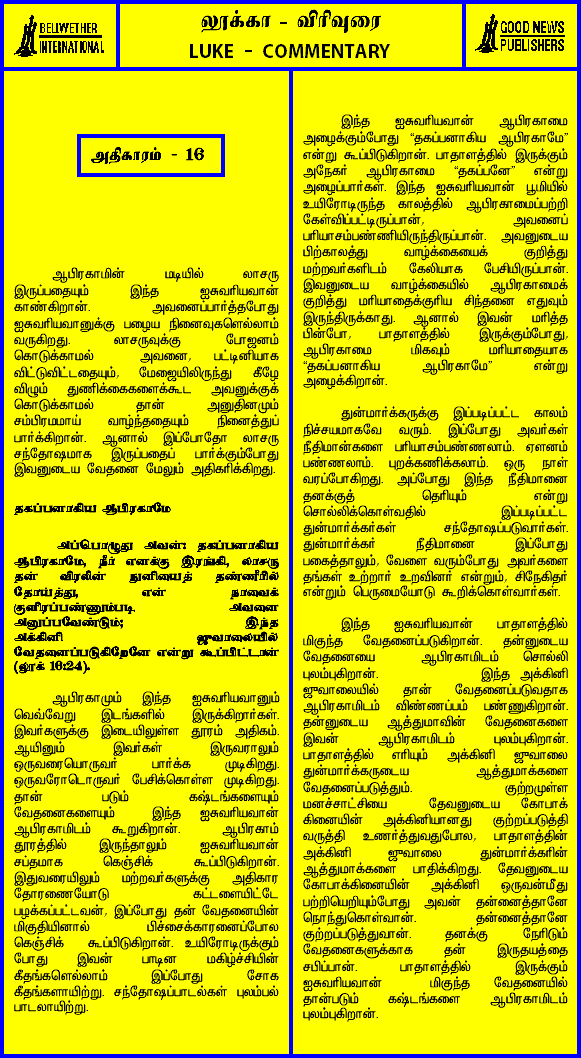 BELWETHER
INTERNATIONAL
லூக்கா - விரிவுரை
LUKE - COMMENTARY
GOOD NEWS
PUBLISHERS
அதிகாரம் - 16
ஆபிரகாமின் மடியில் லாசரு
இருப்பதையும் இந்த ஐசுவரியவான்
காண்கிறான். அவனைப்பார்த்தபோது
ஐசுவரியவானுக்கு பழைய நினைவுகளெல்லாம்
வருகிறது. லாசருவுக்கு போஜனம்
கொடுக்காமல் அவனை, பட்டினியாக
விட்டுவிட்டதையும், மேஜையிலிருந்து கீழே
விழும் துணிக்கைகளைக்கூட அவனுக்குக்
கொடுக்காமல் தான் அனுதினமும்
சம்பிரமமாய் வாழ்ந்ததையும் நினைத்துப்
பார்க்கிறான். ஆனால் இப்போதோ லாசரு
சந்தோஷமாக இருப்பதைப் பார்க்கும்போது
இவனுடைய வேதனை மேலும் அதிகரிக்கிறது.
தகப்பனாகிய ஆபிரகாமே
அப்பொழுது அவன்: தகப்பனாகிய
ஆபிரகாமே, நீர் எனக்கு இரங்கி, லாசரு
தன் விரலின் நுனியைத் தண்ணீரில்
தோய்த்து, என் நாவைக்
குளிரப்பண்ணும்படி அவனை
அனுப்பவேண்டும்; இந்த
அக்கினி ஜுவாலையில்
வேதனைப்படுகிறேனே என்று கூப்பிட்டான்
(லூக் 16:24).
ஆபிரகாமும் இந்த ஐசுவரியவானும்
வெவ்வேறு இடங்களில் இருக்கிறார்கள்.
இவர்களுக்கு இடையிலுள்ள தூரம் அதிகம்.
ஆயினும் இவர்கள் இருவராலும்
ஒருவரையொருவர் பார்க்க முடிகிறது.
ஒருவரோடொருவர் பேசிக்கொள்ள முடிகிறது.
தான் படும் கஷ்டங்களையும்
வேதனைகளையும் இந்த ஐசுவரியவான்
ஆபிரகாமிடம் கூறுகிறான். ஆபிரகாம்
தூரத்தில் இருந்தாலும் ஐசுவரியவான்
சப்தமாக கெஞ்சிக் கூப்பிடுகிறான்.
இதுவரையிலும் மற்றவர்களுக்கு அதிகார
தோரணையோடு கட்டளையிட்டே
பழக்கப்பட்டவன், இப்போது தன் வேதனையின்
மிகுதியினால் பிச்சைக்காரனைப்போல
கெஞ்சிக் கூப்பிடுகிறான். உயிரோடிருக்கும்
போது இவன் பாடின மகிழ்ச்சியின்
கீதங்களெல்லாம் இப்போது சோக
கீதங்களாயிற்று. சந்தோஷப்பாடல்கள் புலம்பல்
பாடலாயிற்று.
இந்த ஐசுவரியவான் ஆபிரகாமை
அழைக்கும்போது “தகப்பனாகிய ஆபிரகாமே”
என்று கூப்பிடுகிறான். பாதாளத்தில் இருக்கும்
அநேகர் ஆபிரகாமை “தகப்பனே” என்று
அழைப்பார்கள். இந்த ஐசுவரியவான் பூமியில்
உயிரோடிருந்த காலத்தில் ஆபிரகாமைப்பற்றி
கேள்விப்பட்டிருப்பான், அவனைப்
பரியாசம்பண்ணியிருந்திருப்பான். அவனுடைய
பிற்காலத்து வாழ்க்கையைக் குறித்து
மற்றவர்களிடம் கேலியாக பேசியிருப்பான்.
இவனுடைய வாழ்க்கையில் ஆபிரகாமைக்
குறித்து மரியாதைக்குரிய சிந்தனை எதுவும்
இருந்திருக்காது. ஆனால் இவன் மரித்த
பின்போ, பாதாளத்தில் இருக்கும்போது,
ஆபிரகாமை மிகவும் மரியாதையாக
“தகப்பனாகிய ஆபிரகாமே” என்று
அழைக்கிறான்.
துன்மார்க்கருக்கு இப்படிப்பட்ட காலம்
நிச்சயமாகவே வரும். இப்போது அவர்கள்
நீதிமான்களை பரியாசம்பண்ணலாம். ஏளனம்
பண்ணலாம். புறக்கணிக்கலாம். ஒரு நாள்
வரப்போகிறது. அப்போது இந்த நீதிமானை
தனக்குத் தெரியும் என்று
சொல்லிக்கொள்வதில் இப்படிப்பட்ட
துன்மார்க்கர்கள் சந்தோஷப்படுவார்கள்.
துன்மார்க்கர் நீதிமானை இப்போது
பகைத்தாலும், வேளை வரும்போது அவர்களை
தங்கள் உற்றார் உறவினர் என்றும், சிநேகிதர்
என்றும் பெருமையோடு கூறிக்கொள்வார்கள்.
இந்த ஐசுவரியவான் பாதாளத்தில்
மிகுந்த வேதனைப்படுகிறான். தன்னுடைய
வேதனையை ஆபிரகாமிடம் சொல்லி
புலம்புகிறான். இந்த அக்கினி
ஜுவாலையில் தான் வேதனைப்படுவதாக
ஆபிரகாமிடம் விண்ணப்பம் பண்ணுகிறான்.
தன்னுடைய ஆத்துமாவின் வேதனைகளை
இவன் ஆபிரகாமிடம் புலம்புகிறான்.
பாதாளத்தில் எரியும் அக்கினி ஜுவாலை
துன்மார்க்கருடைய ஆத்துமாக்களை
வேதனைப்படுத்தும். குற்றமுள்ள
மனச்சாட்சியை தேவனுடைய கோபாக்
கினையின் அக்கினியானது குற்றப்படுத்தி
வருத்தி உணர்த்துவதுபோல, பாதாளத்தின்
அக்கினி ஜுவாலை துன்மார்க்கரின்
ஆத்துமாக்களை பாதிக்கிறது. தேவனுடைய
கோபாக்கினையின் அக்கினி ஒருவன்மீது
பற்றியெறியும்போது அவன் தன்னைத்தானே
நொந்துகொள்வான். தன்னைத்தானே
குற்றப்படுத்துவான். தனக்கு நேரிடும்
வேதனைகளுக்காக தன் இருதயத்தை
சபிப்பான். பாதாளத்தில் இருக்கும்
ஐசுவரியவான் மிகுந்த வேதனையில்
தான்படும் கஷ்டங்களை ஆபிரகாமிடம்
புலம்புகிறான்.